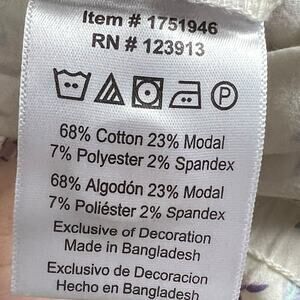 Item # 1751946
RN # 123913
P
68% Cotton 23% Modal
7% Polyester 2% Spandex
68% Algodón 23% Modal
7% Poliéster 2% Spandex
Exclusive of Decoration
Made in Bangladesh
Exclusivo de Decoracion
Hecho en Bangladesh